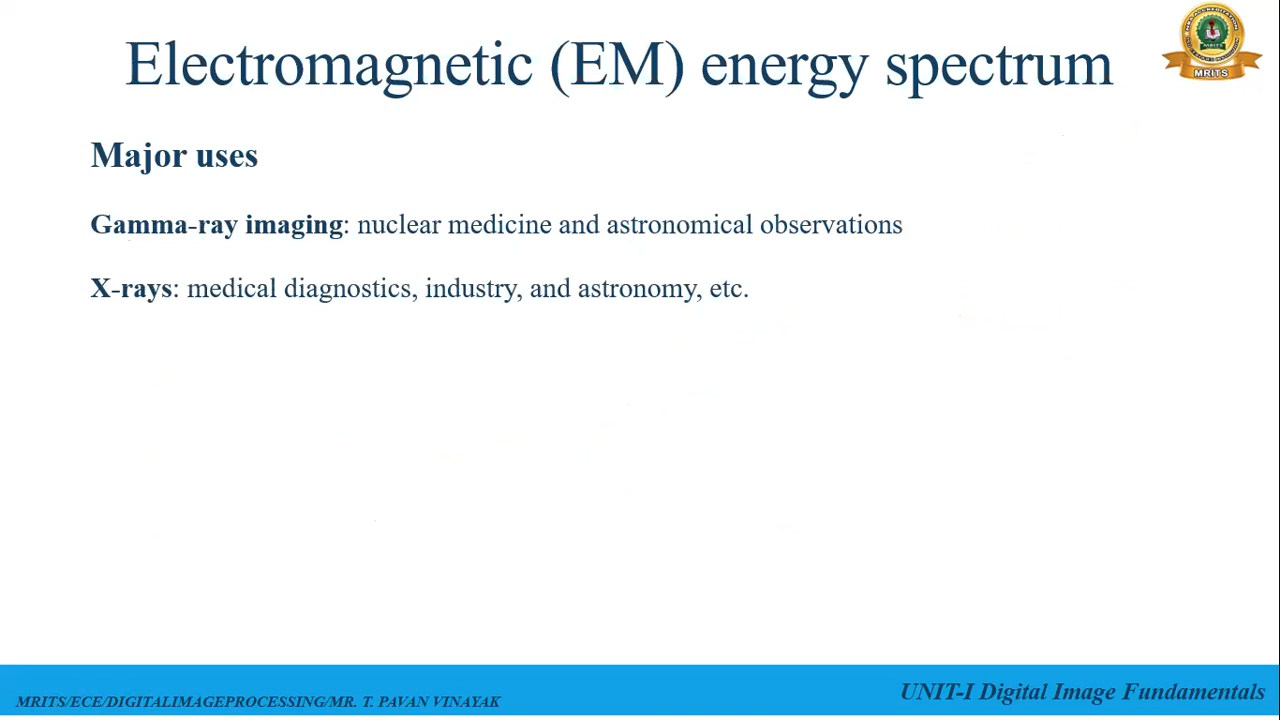 Electromagnetic (EM) energy spectrum
MRITS
Major uses
Gamma-ray imaging: nuclear medicine and astronomical observations
X-rays: medical diagnostics, industry, and astronomy, etc.
MRITS/ECE/DIGITALIMAGEPROCESSING/MR. T. PAVAN VINAYAK
UNIT-I Digital Image Fundamentals